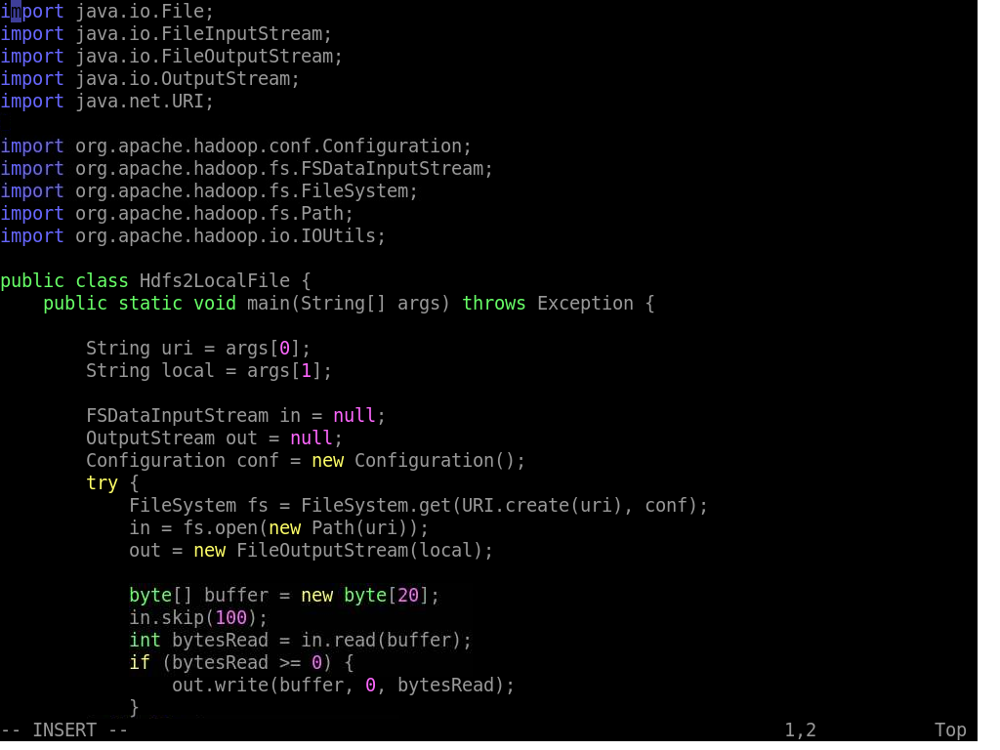 import java.io.File;
import java.io.FileInputStream;
import java.io.FileOutputStream;
import java.io.OutputStream;
import java.net.URI;

import org.apache.hadoop.conf.Configuration;
import org.apache.hadoop.fs.FSDataInputStream;
import org.apache.hadoop.fs.FileSystem;
import org.apache.hadoop.fs.Path;
import org.apache.hadoop.io.IOUtils;

public class Hdfs2LocalFile {
    public static void main(String[] args) throws Exception {

        String uri = args[0];
        String local = args[1];

        FSDataInputStream in = null;
        OutputStream out = null;
        Configuration conf = new Configuration();
        try {
            FileSystem fs = FileSystem.get(URI.create(uri), conf);
            in = fs.open(new Path(uri));
            out = new FileOutputStream(local);

            byte[] buffer = new byte[20];
            in.skip(100);
            int bytesRead = in.read(buffer);
            if (bytesRead >= 0) {
                out.write(buffer, 0, bytesRead);
            }
-- INSERT -- 1,2 Top